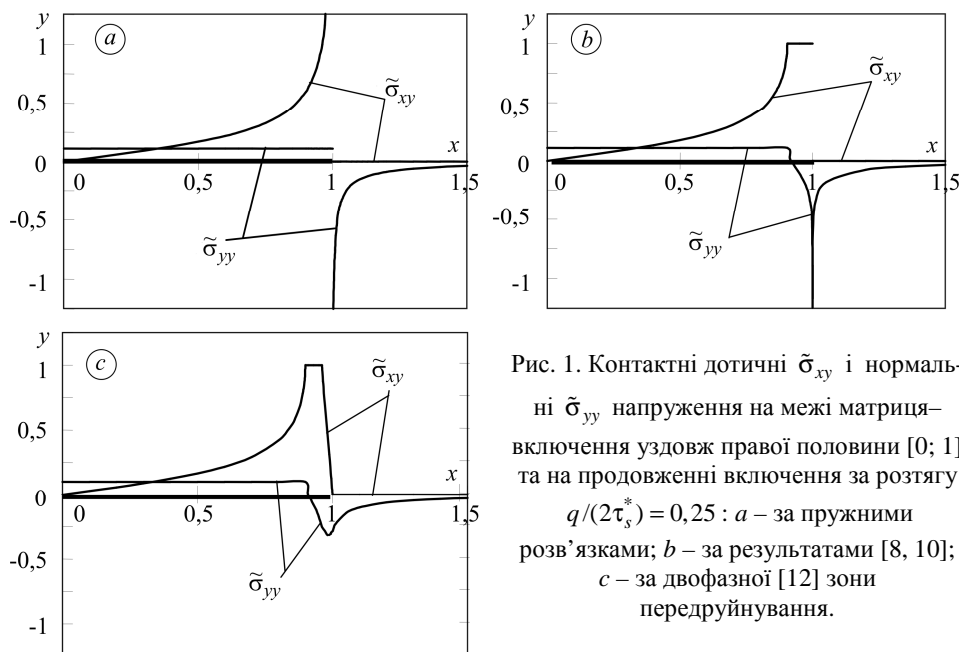 y
a
1
0,5
σ̃xy
x
0
0
0,5
1
1,5
-0,5
σ̃yy
-1
y
b
1
σ̃xy
0,5
x
0
0
0,5
1
1,5
-0,5
σ̃yy
-1
y
c
1
σ̃xy
0,5
x
0
0
0,5
1
1,5
-0,5
σ̃yy
-1
Рис. 1. Контактні дотичні σ̃xy і нормаль-
ні σ̃yy напруження на межі матриця–
включення уздовж правої половини [0; 1]
та на продовженні включення за розтягу
q/(2τs*) = 0,25 : a – за пружними
розв'язками; b – за результатами [8, 10];
c – за двофазної [12] зони
передруйнування.